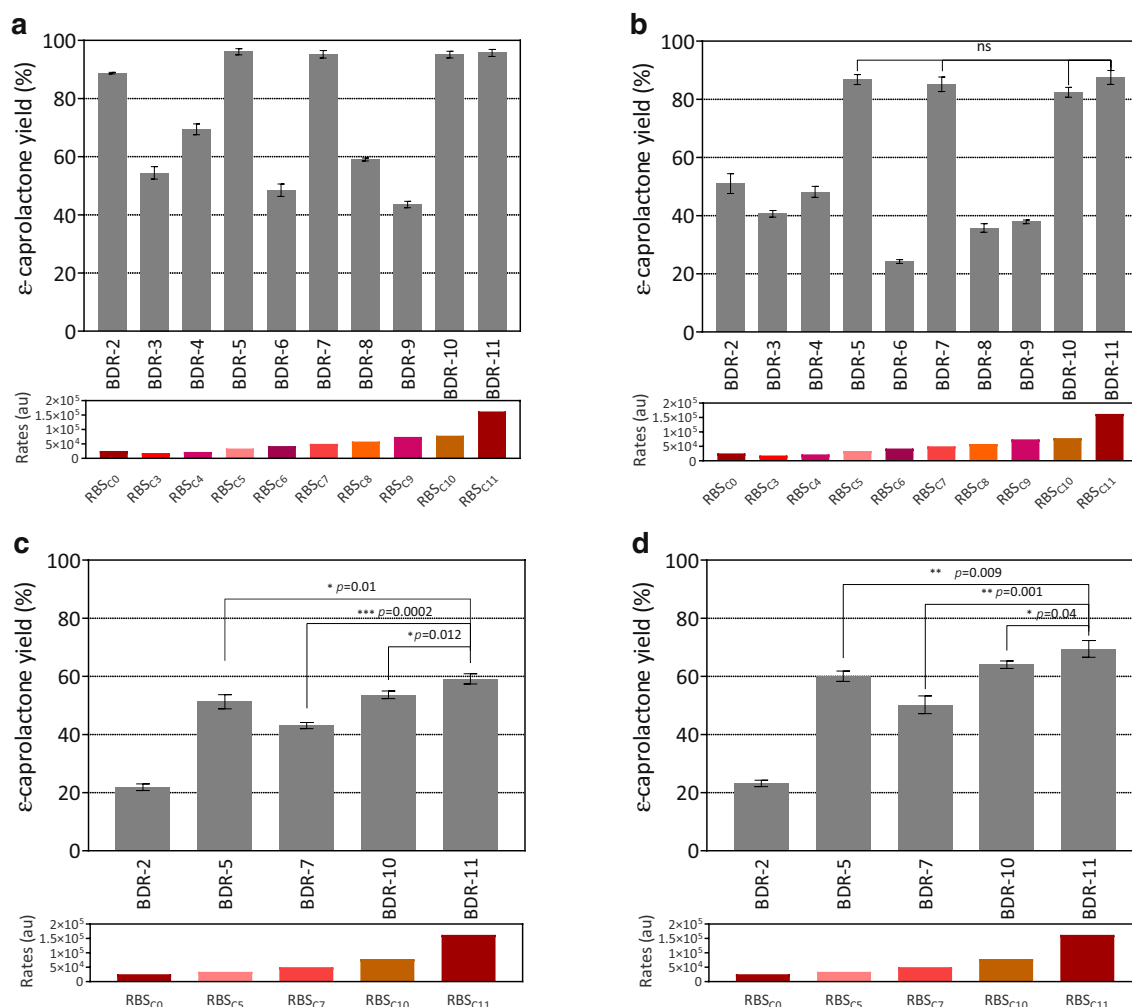 a
ε- caprolactone yield (%)
100
80
60
40
20
0
BDR-2 BDR-3 BDR-4 BDR-5 BDR-6 BDR-7 BDR-8 BDR-9 BDR-10 BDR-11
Rates (au)
2×10⁵
1.5×10⁵
5×10⁴
0
RBSC0 RBSC3 RBSC4 RBSC5 RBSC6 RBSC7 RBSC8 RBSC9 RBSC10 RBSC11
b
ε- caprolactone yield (%)
100
80
60
40
20
0
ns
BDR-2 BDR-3 BDR-4 BDR-5 BDR-6 BDR-7 BDR-8 BDR-9 BDR-10 BDR-11
Rates (au)
2×10⁵
1.5×10⁵
1×10⁵
5×10⁴
0
RBSC0 RBSC3 RBSC4 RBSC5 RBSC6 RBSC7 RBSC8 RBSC9 RBSC10 RBSC11
c
ε-caprolactone yield (%)
100
80
60
40
20
0
* p=0.01
*** p=0.0002
* p=0.012
BDR-2 BDR-5 BDR-7 BDR-10 BDR-11
Rates (au)
2×10⁵
1.5×10⁵
1×10⁵
5×10⁴
0
RBSC0 RBSC5 RBSC7 RBSC10 RBSC11
d
ε-caprolactone yield (%)
100
80
60
40
20
0
** p=0.009
** p=0.001
* p=0.04
BDR-2 BDR-5 BDR-7 BDR-10 BDR-11
Rates (au)
2×10⁵
1.5×10⁵
1×10⁵
5×10⁴
0
RBSC0 RBSC5 RBSC7 RBSC10 RBSC11